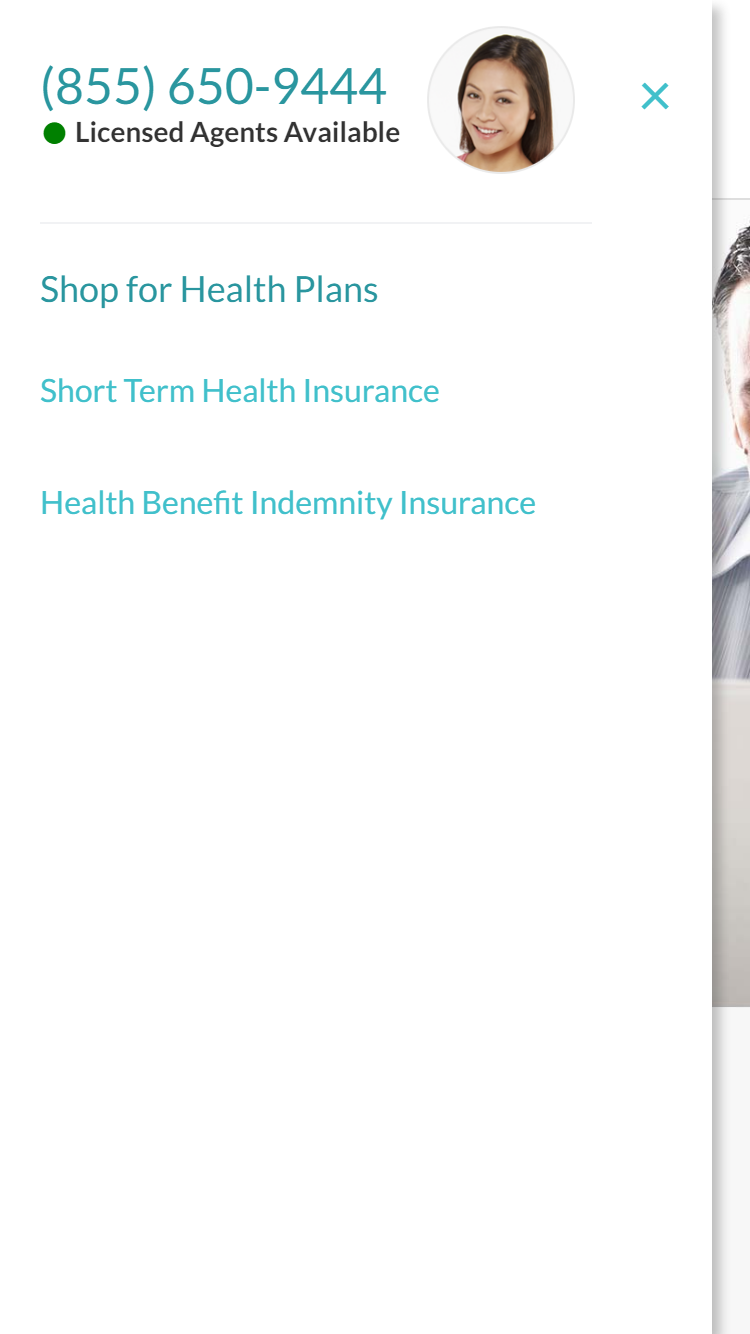 (855) 650-9444
Licensed Agents Available
Shop for Health Plans
Short Term Health Insurance
Health Benefit Indemnity Insurance